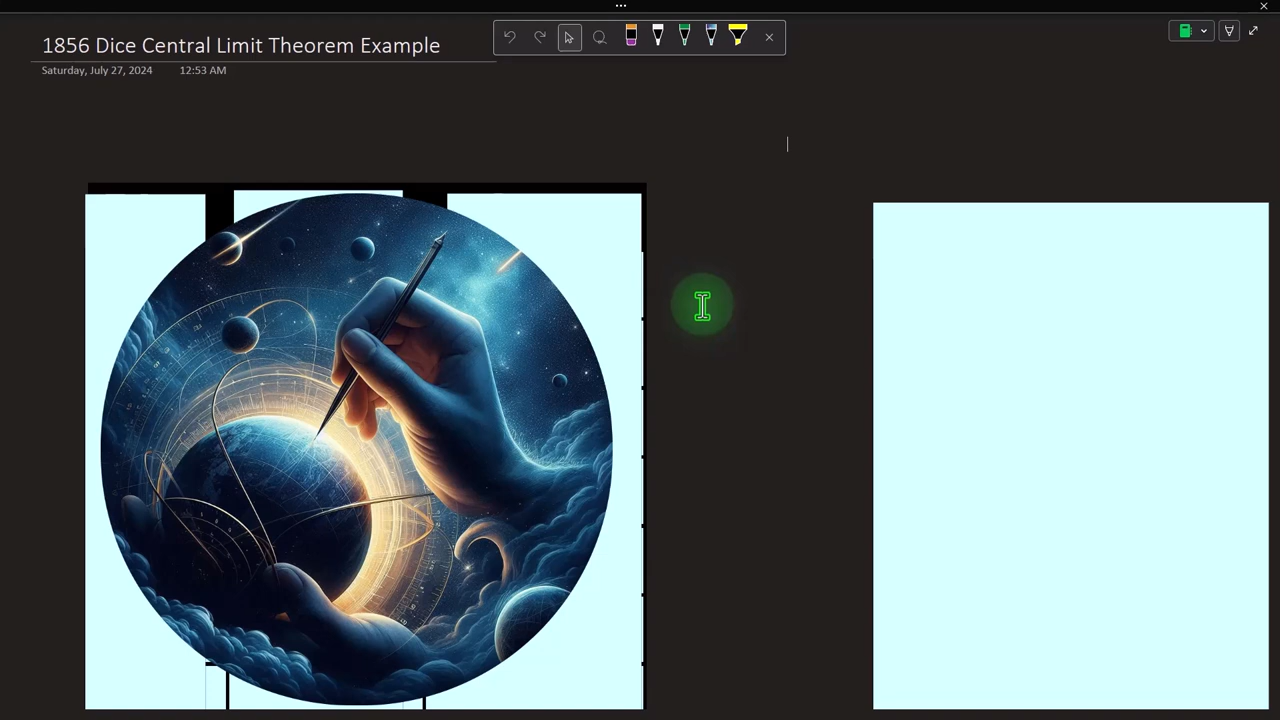 1856 Dice Central Limit Theorem Example
Saturday, July 27, 2024 12:53 AM